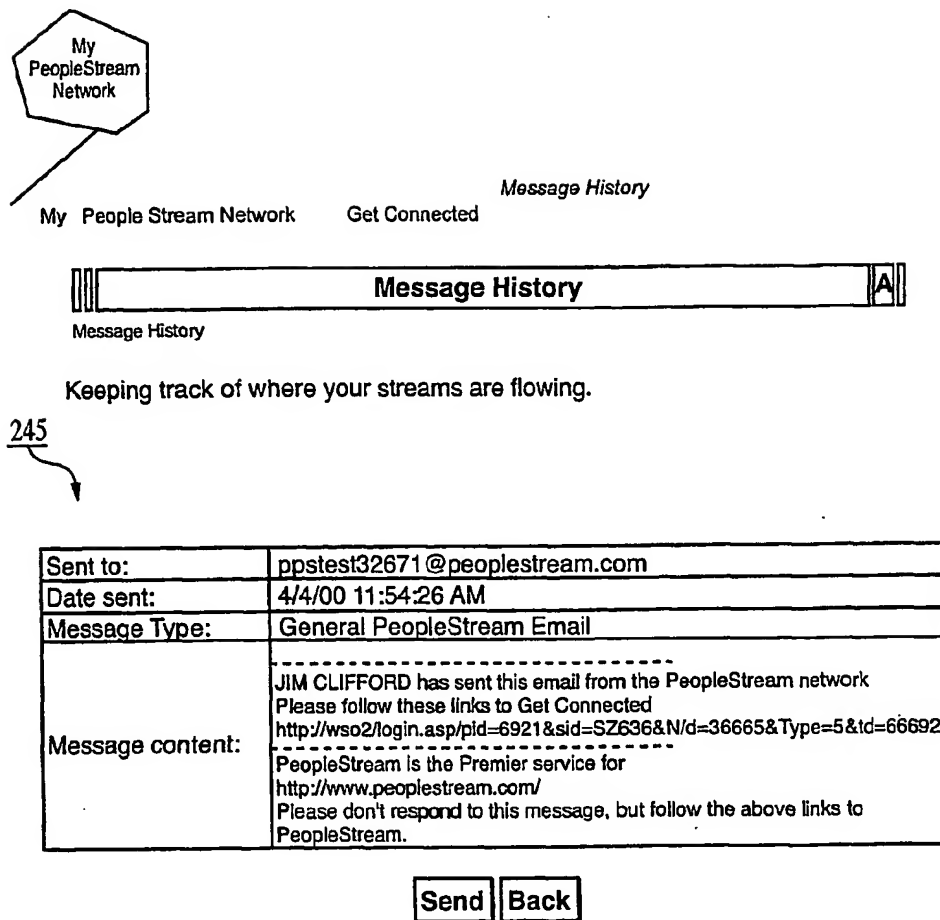 My
PeopleStream
Network
Message History
My People Stream Network Get Connected
Message History A
Message History
Keeping track of where your streams are flowing.
245
Sent to: ppstest32671@peoplestream.com
Date sent: 4/4/00 11:54:26 AM
Message Type: General PeopleStream Email
Message content:
JIM CLIFFORD has sent this email from the PeopleStream network
Please follow these links to Get Connected
http://wso2/login.asp/pid=6921&sid=SZ636&N/d=36665&Type=5&td=66692
PeopleStream is the Premier service for
http://www.peoplestream.com/
Please don't respond to this message, but follow the above links to
PeopleStream.
Send Back